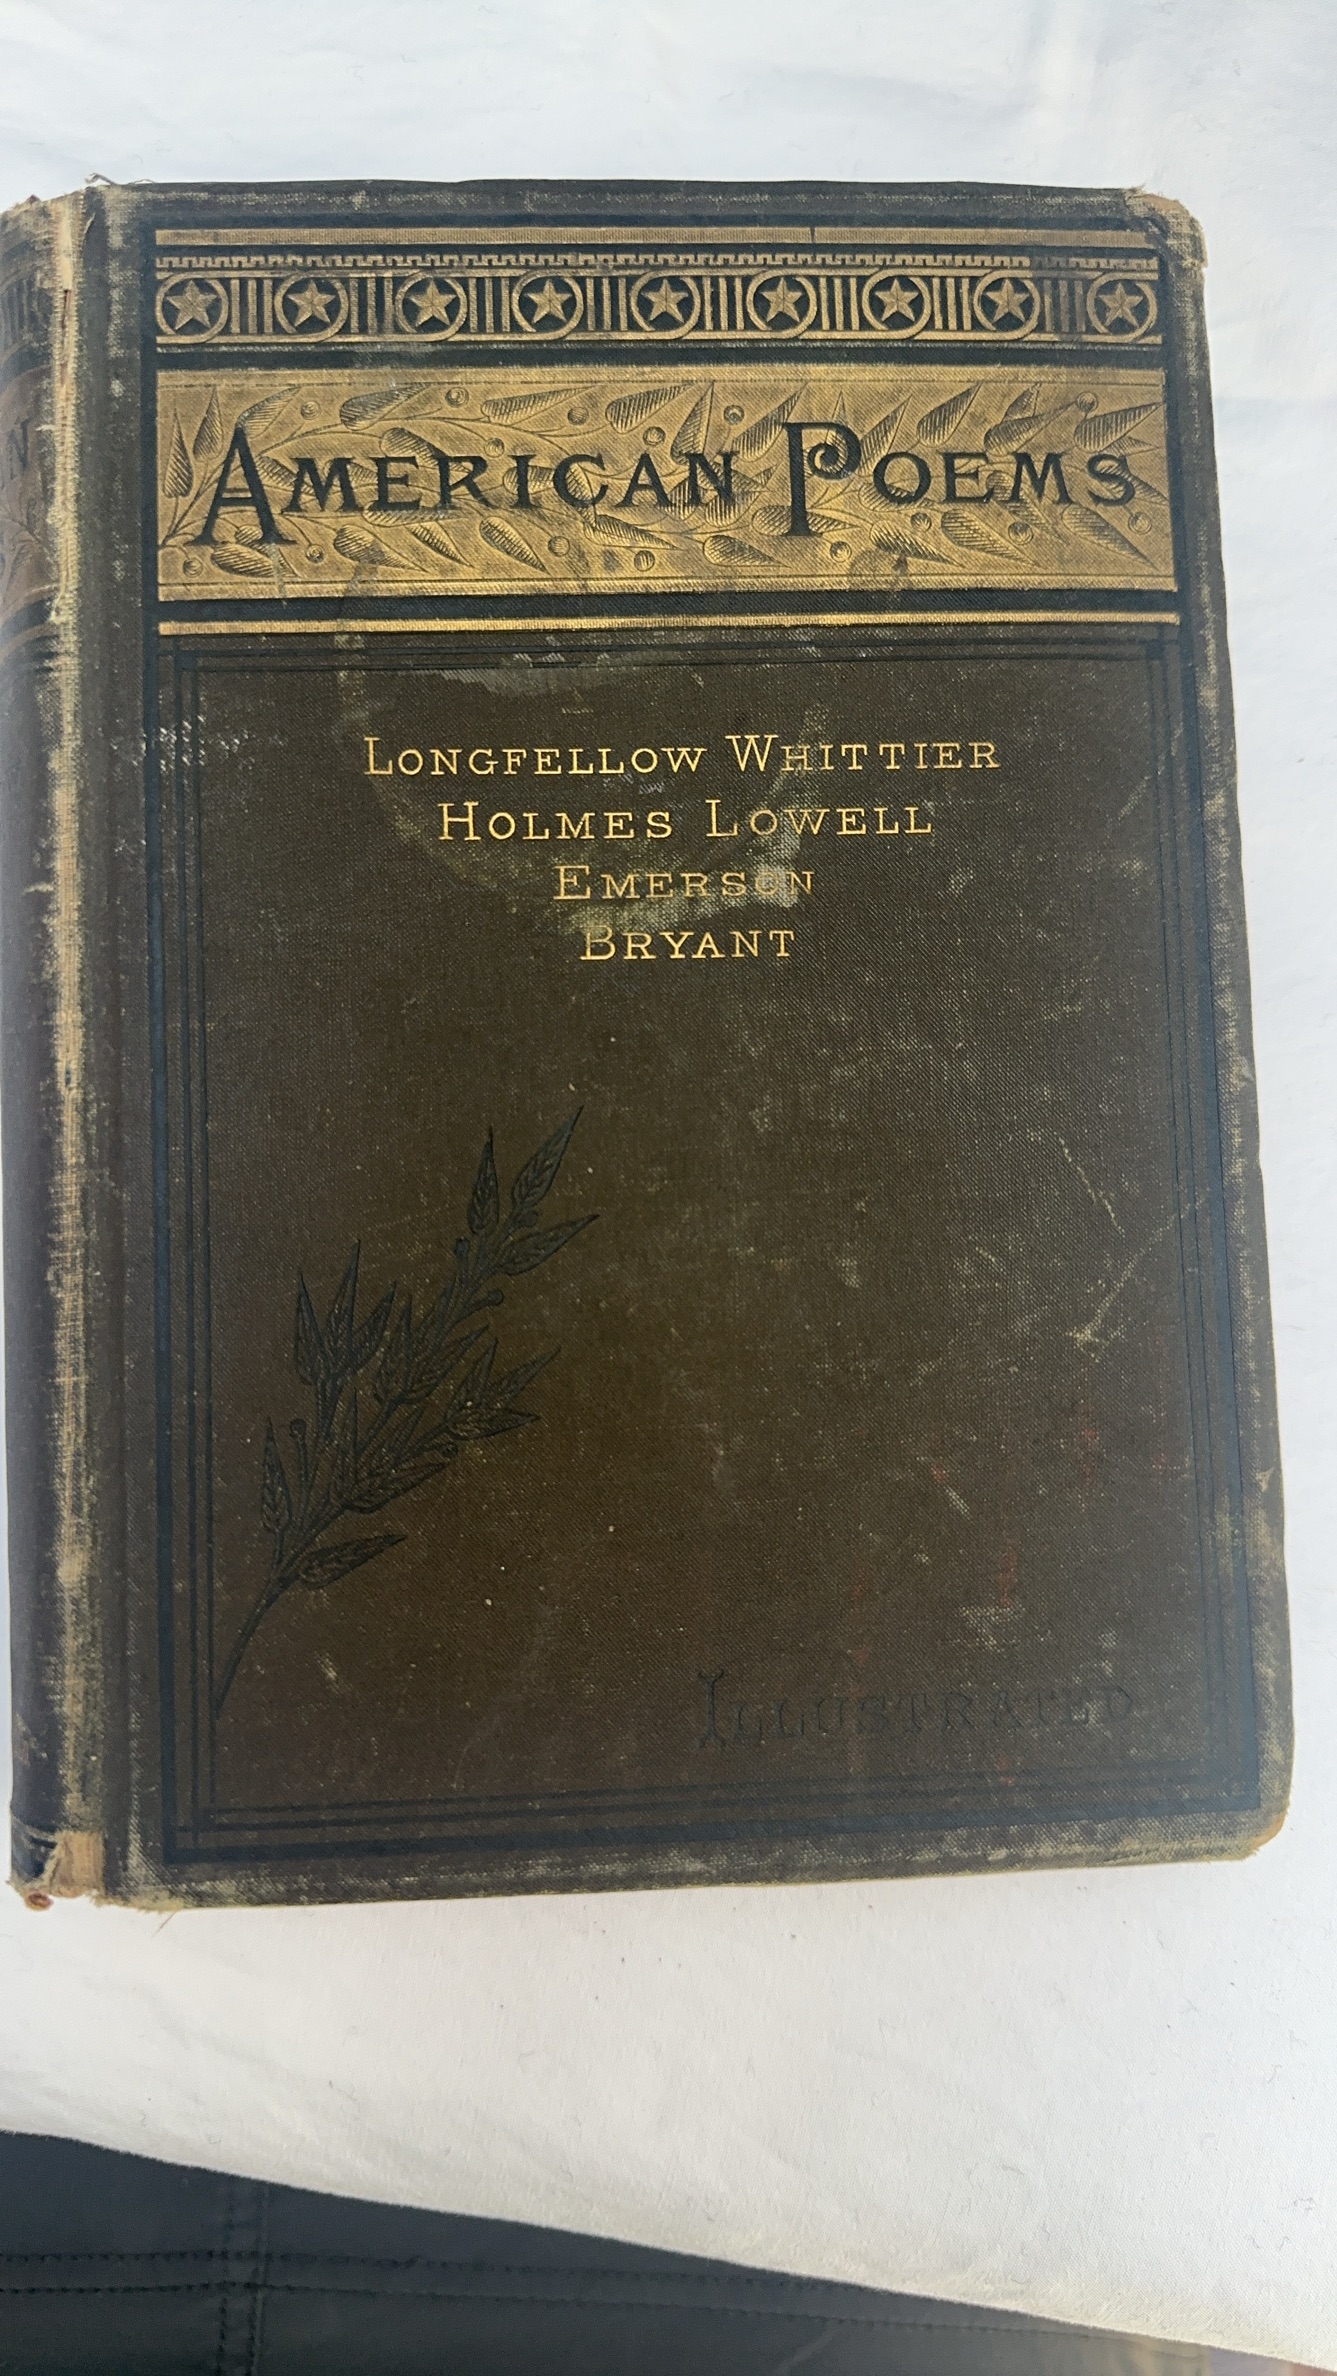 AMERICAN POEMS
LONGFELLOW WHITTIER
HOLMES LOWELL
EMERSON
BRYANT
ILLUSTRATED